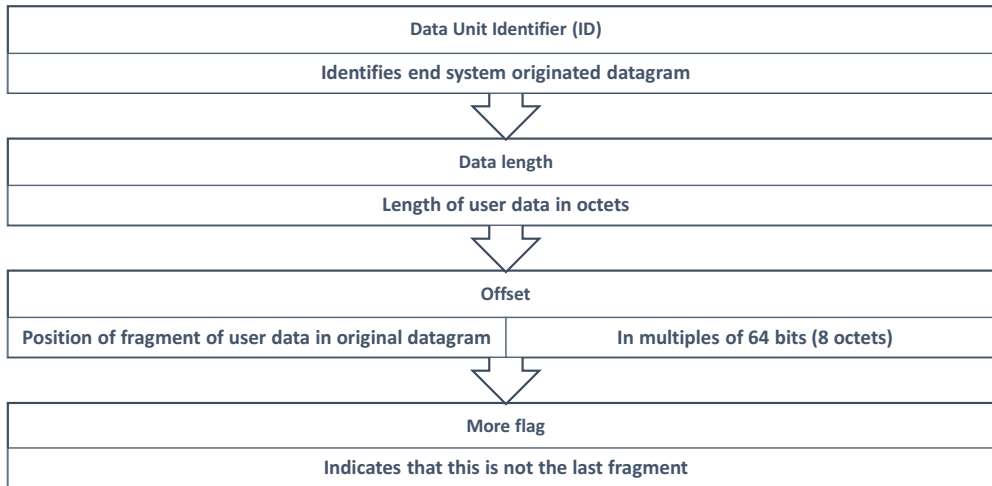 Data Unit Identifier (ID)
Identifies end system originated datagram
Data length
Length of user data in octets
Offset
Position of fragment of user data in original datagram
In multiples of 64 bits (8 octets)
More flag
Indicates that this is not the last fragment